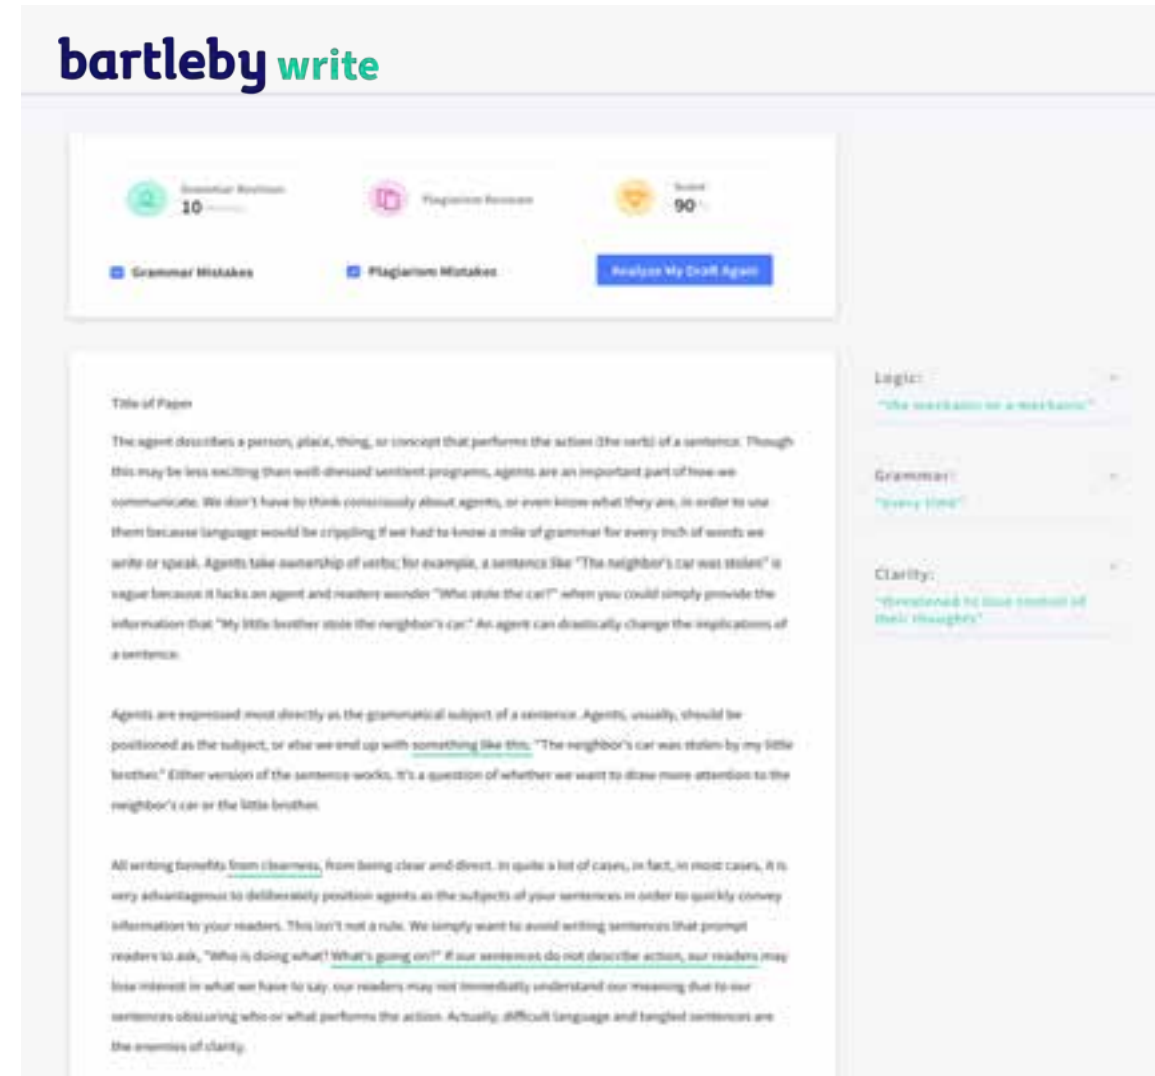 bartleby write
Grammar Revision
10
Plagiarism Revision
Score
90
Grammar Mistakes
Plagiarism Mistakes
Analyze My Draft Again
Title of Paper
The agent describes a person, place, thing, or concept that performs the action (the verb) of a sentence. Though
this may be less exciting than well-dressed sentient programs, agents are an important part of how we
communicate. We don't have to think consciously about agents, or even know what they are, in order to use
them because language would be crippling if we had to know a mile of grammar for every inch of words we
write or speak. Agents take ownership of verbs; for example, a sentence like "The neighbor's car was stolen" is
vague because it lacks an agent and readers wonder "Who stole the car?" when you could simply provide the
information that "My little brother stole the neighbor's car." An agent can drastically change the implications of
a sentence.
Agents are expressed most directly as the grammatical subject of a sentence. Agents, usually, should be
positioned as the subject, or else we end up with something like this, "The neighbor's car was stolen by my little
brother." Either version of the sentence works. It's a question of whether we want to draw more attention to the
neighbor's car or the little brother.
All writing benefits from clearness, from being clear and direct. In quite a lot of cases, in fact, in most cases, it is
very advantageous to deliberately position agents as the subjects of your sentences in order to quickly convey
information to your readers. This isn't not a rule. We simply want to avoid writing sentences that prompt
readers to ask, "Who is doing what? What's going on?" If our sentences do not describe action, our readers may
lose interest in what we have to say. our readers may not immediatly understand our meaning due to our
sentences obscuring who or what performs the action. Actually, difficult language and tangled sentences are
the enemies of clarity.
Logic:
"the mechanic or a mechanic"
Grammar:
"every time"
Clarity:
"threatened to lose control of
their thoughts"